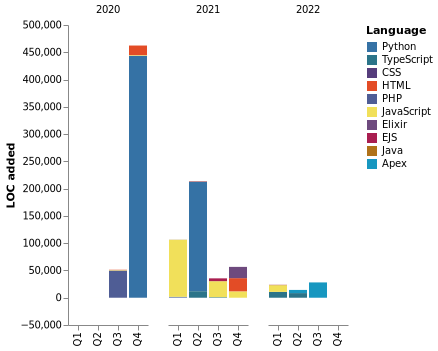 2020 2021 2022
Language
Python
TypeScript
CSS
HTML
PHP
JavaScript
Elixir
EJS
Java
Apex
LOC added
500,000
450,000
400,000
350,000
300,000
250,000
200,000
150,000
100,000
50,000
0
−50,000
Q1 Q2 Q3 Q4 Q1 Q2 Q3 Q4 Q1 Q2 Q3 Q4